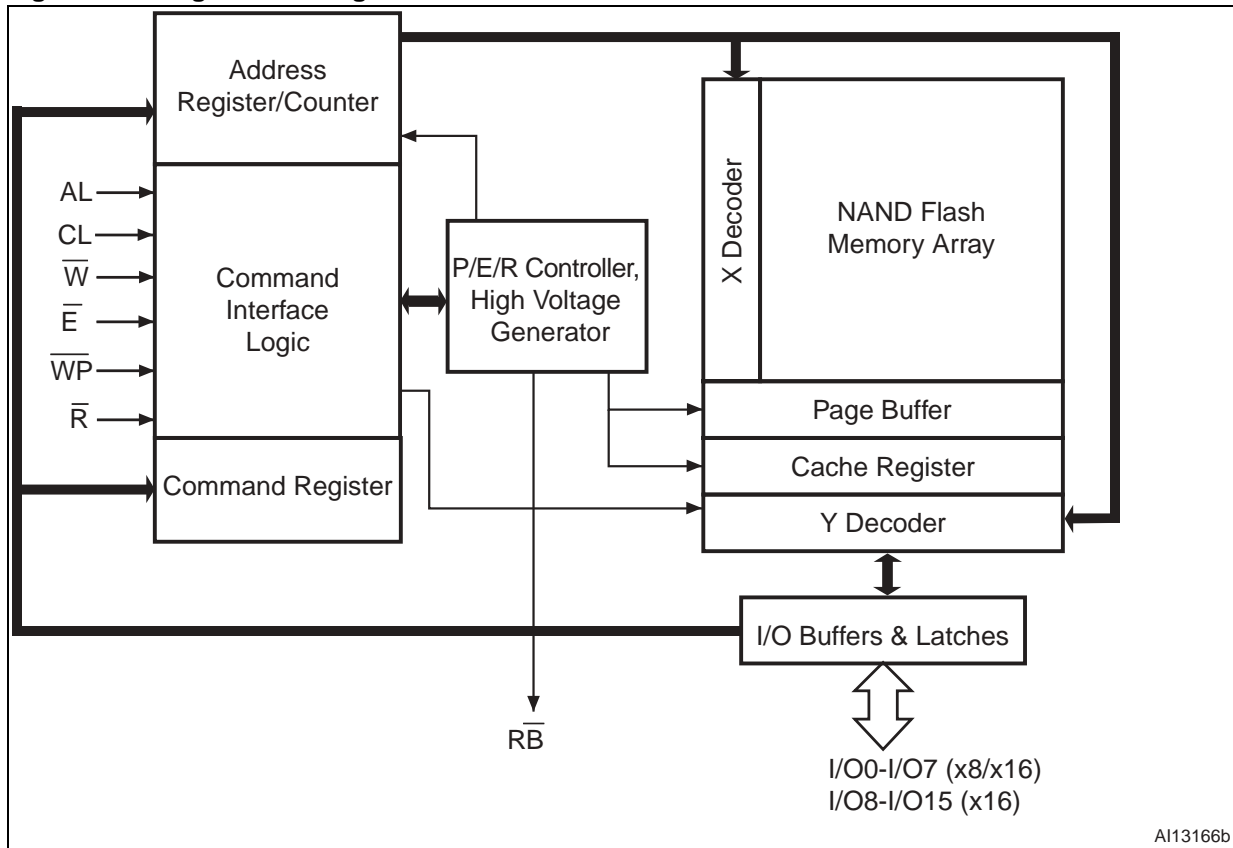 Address
Register/Counter
AL
CL
W̅
E̅
W̅P̅
R̅
Command
Interface
Logic
Command Register
P/E/R Controller,
High Voltage
Generator
X Decoder
NAND Flash
Memory Array
Page Buffer
Cache Register
Y Decoder
I/O Buffers & Latches
RB̅
I/O0-I/O7 (x8/x16)
I/O8-I/O15 (x16)
AI13166b